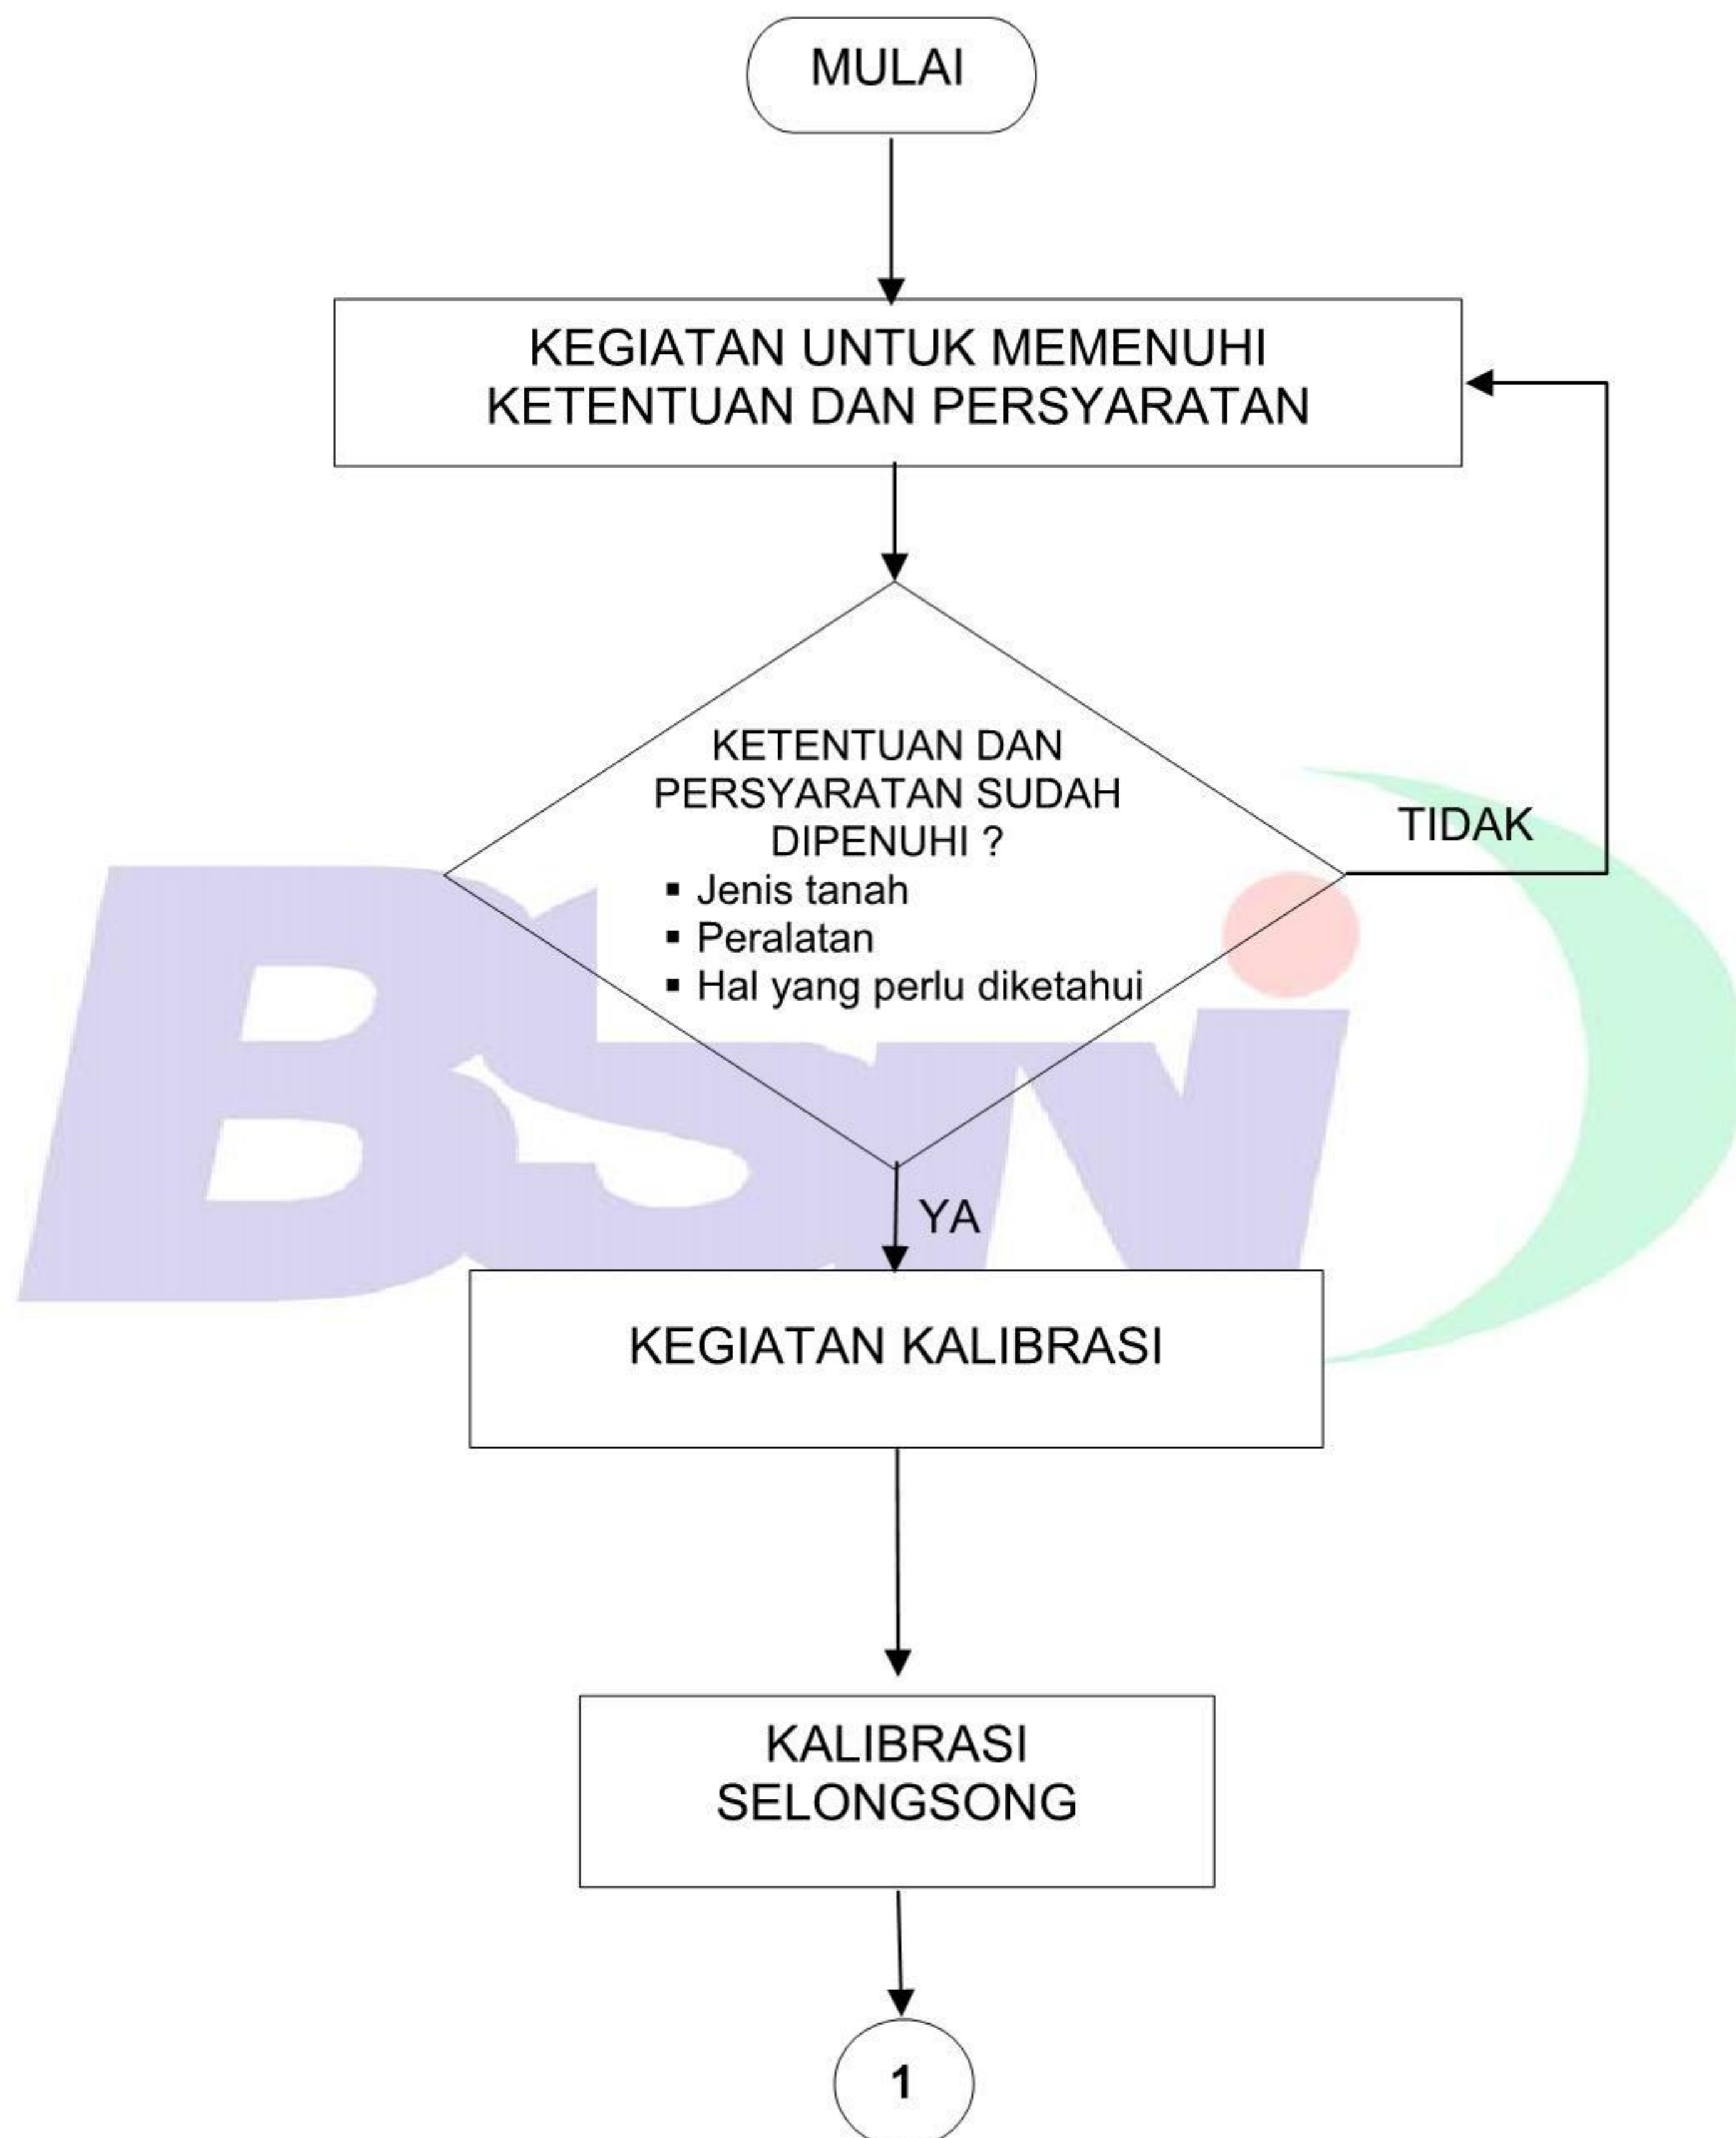 MULAI
KEGIATAN UNTUK MEMENUHI
KETENTUAN DAN PERSYARATAN
KETENTUAN DAN
PERSYARATAN SUDAH
DIPENUHI ?
▪ Jenis tanah
▪ Peralatan
▪ Hal yang perlu diketahui
TIDAK
YA
KEGIATAN KALIBRASI
KALIBRASI
SELONGSONG
1
BSNi